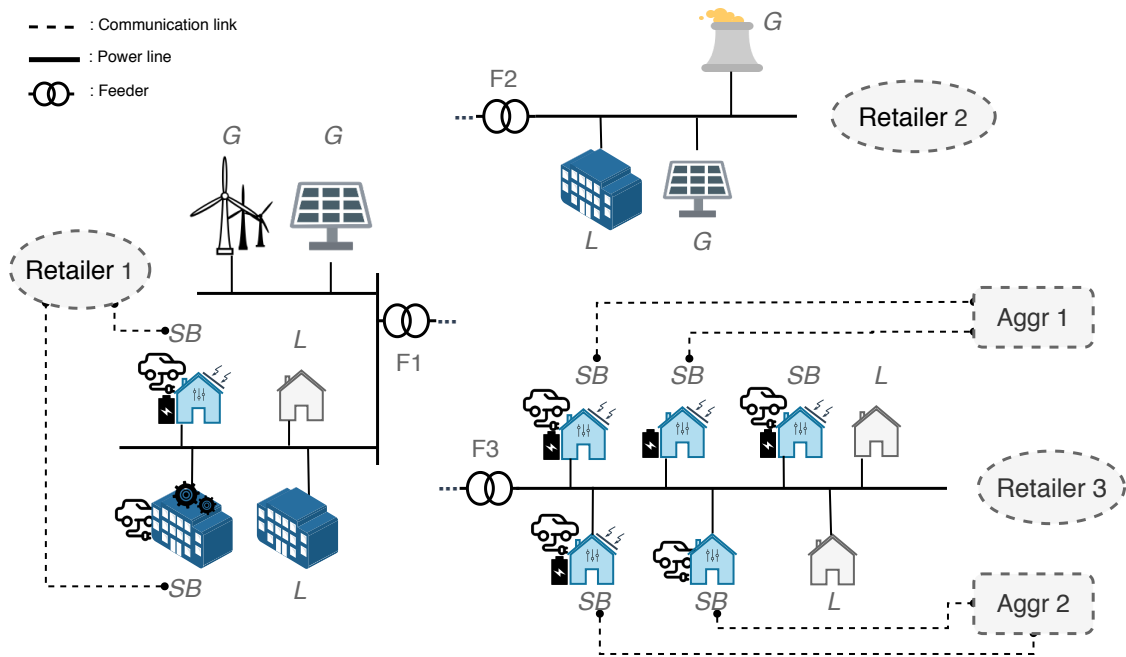 : Communication link
: Power line
: Feeder
G
F2
Retailer 2
G G
L
G
Retailer 1
SB
L
F1
Aggr 1
SB SB SB L
F3
Retailer 3
SB
L
SB SB L
Aggr 2